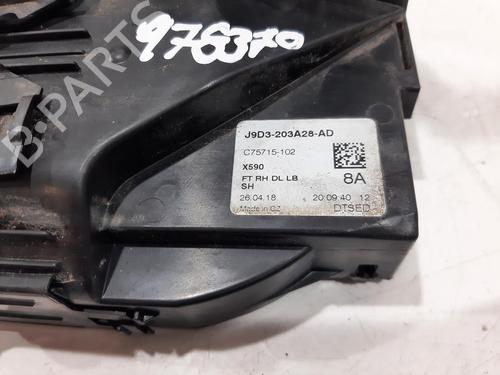 976370
B-PARTS
J9D3-203A28-AD
C75715-102
X590
FT RH DL LB 8A
SH
26.04.18 20:09:40 12
Made in CZ DTSED